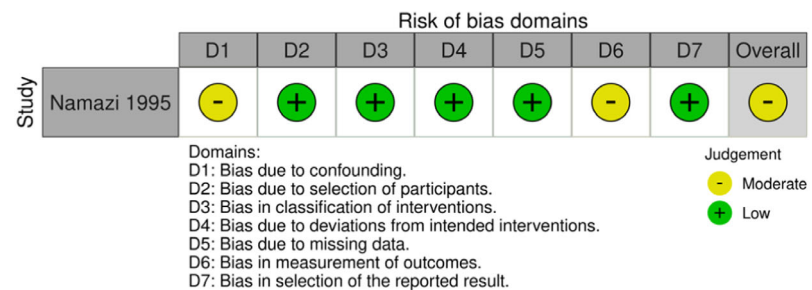 Risk of bias domains
D1 D2 D3 D4 D5 D6 D7 Overall
Study
Namazi 1995 - + + + + - + -
Domains:
D1: Bias due to confounding.
D2: Bias due to selection of participants.
D3: Bias in classification of interventions.
D4: Bias due to deviations from intended interventions.
D5: Bias due to missing data.
D6: Bias in measurement of outcomes.
D7: Bias in selection of the reported result.
Judgement
- Moderate
+ Low